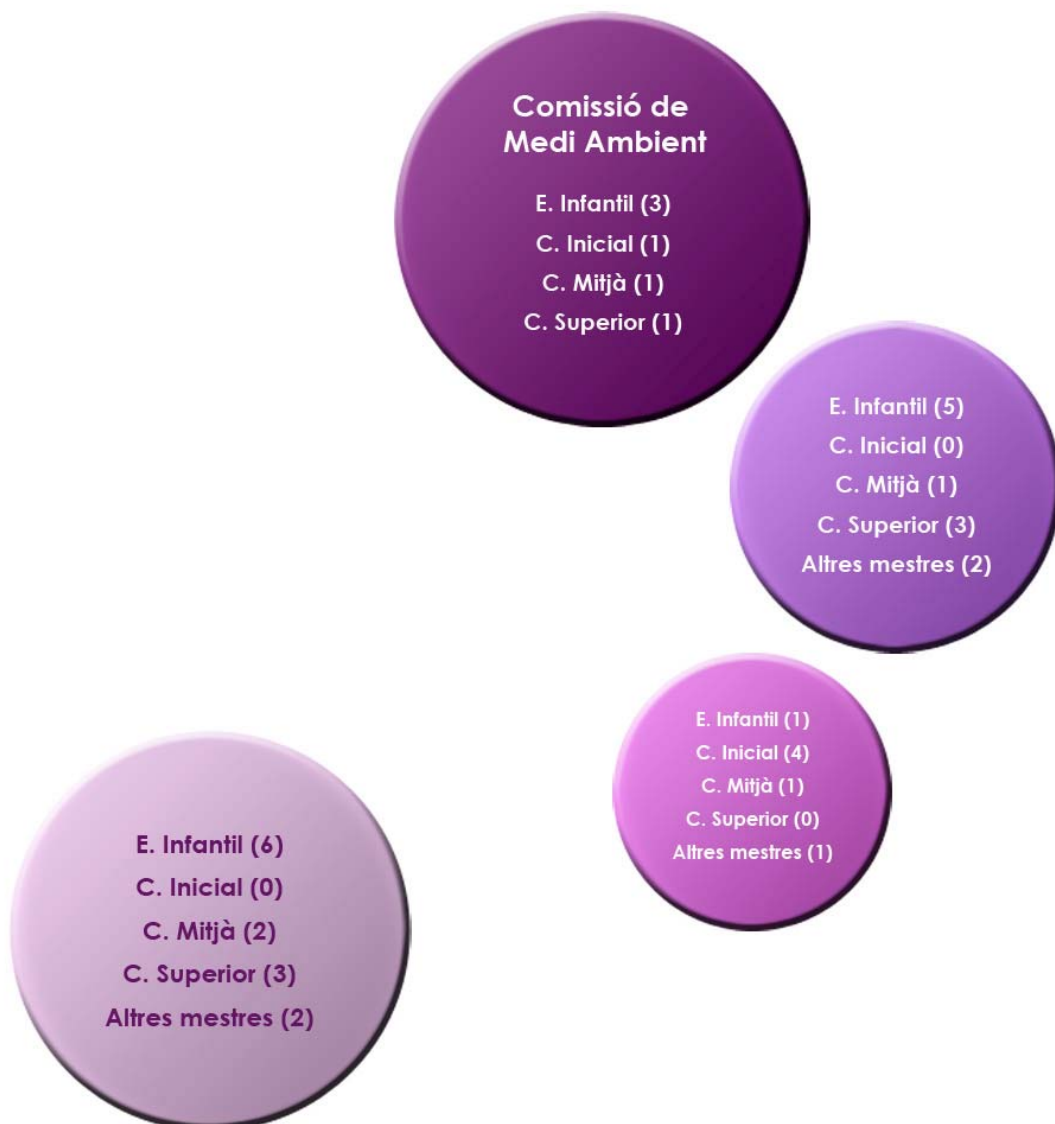 Comissió de
Medi Ambient
E. Infantil (3)
C. Inicial (1)
C. Mitjà (1)
C. Superior (1)
E. Infantil (5)
C. Inicial (0)
C. Mitjà (1)
C. Superior (3)
Altres mestres (2)
E. Infantil (1)
C. Inicial (4)
C. Mitjà (1)
C. Superior (0)
Altres mestres (1)
E. Infantil (6)
C. Inicial (0)
C. Mitjà (2)
C. Superior (3)
Altres mestres (2)